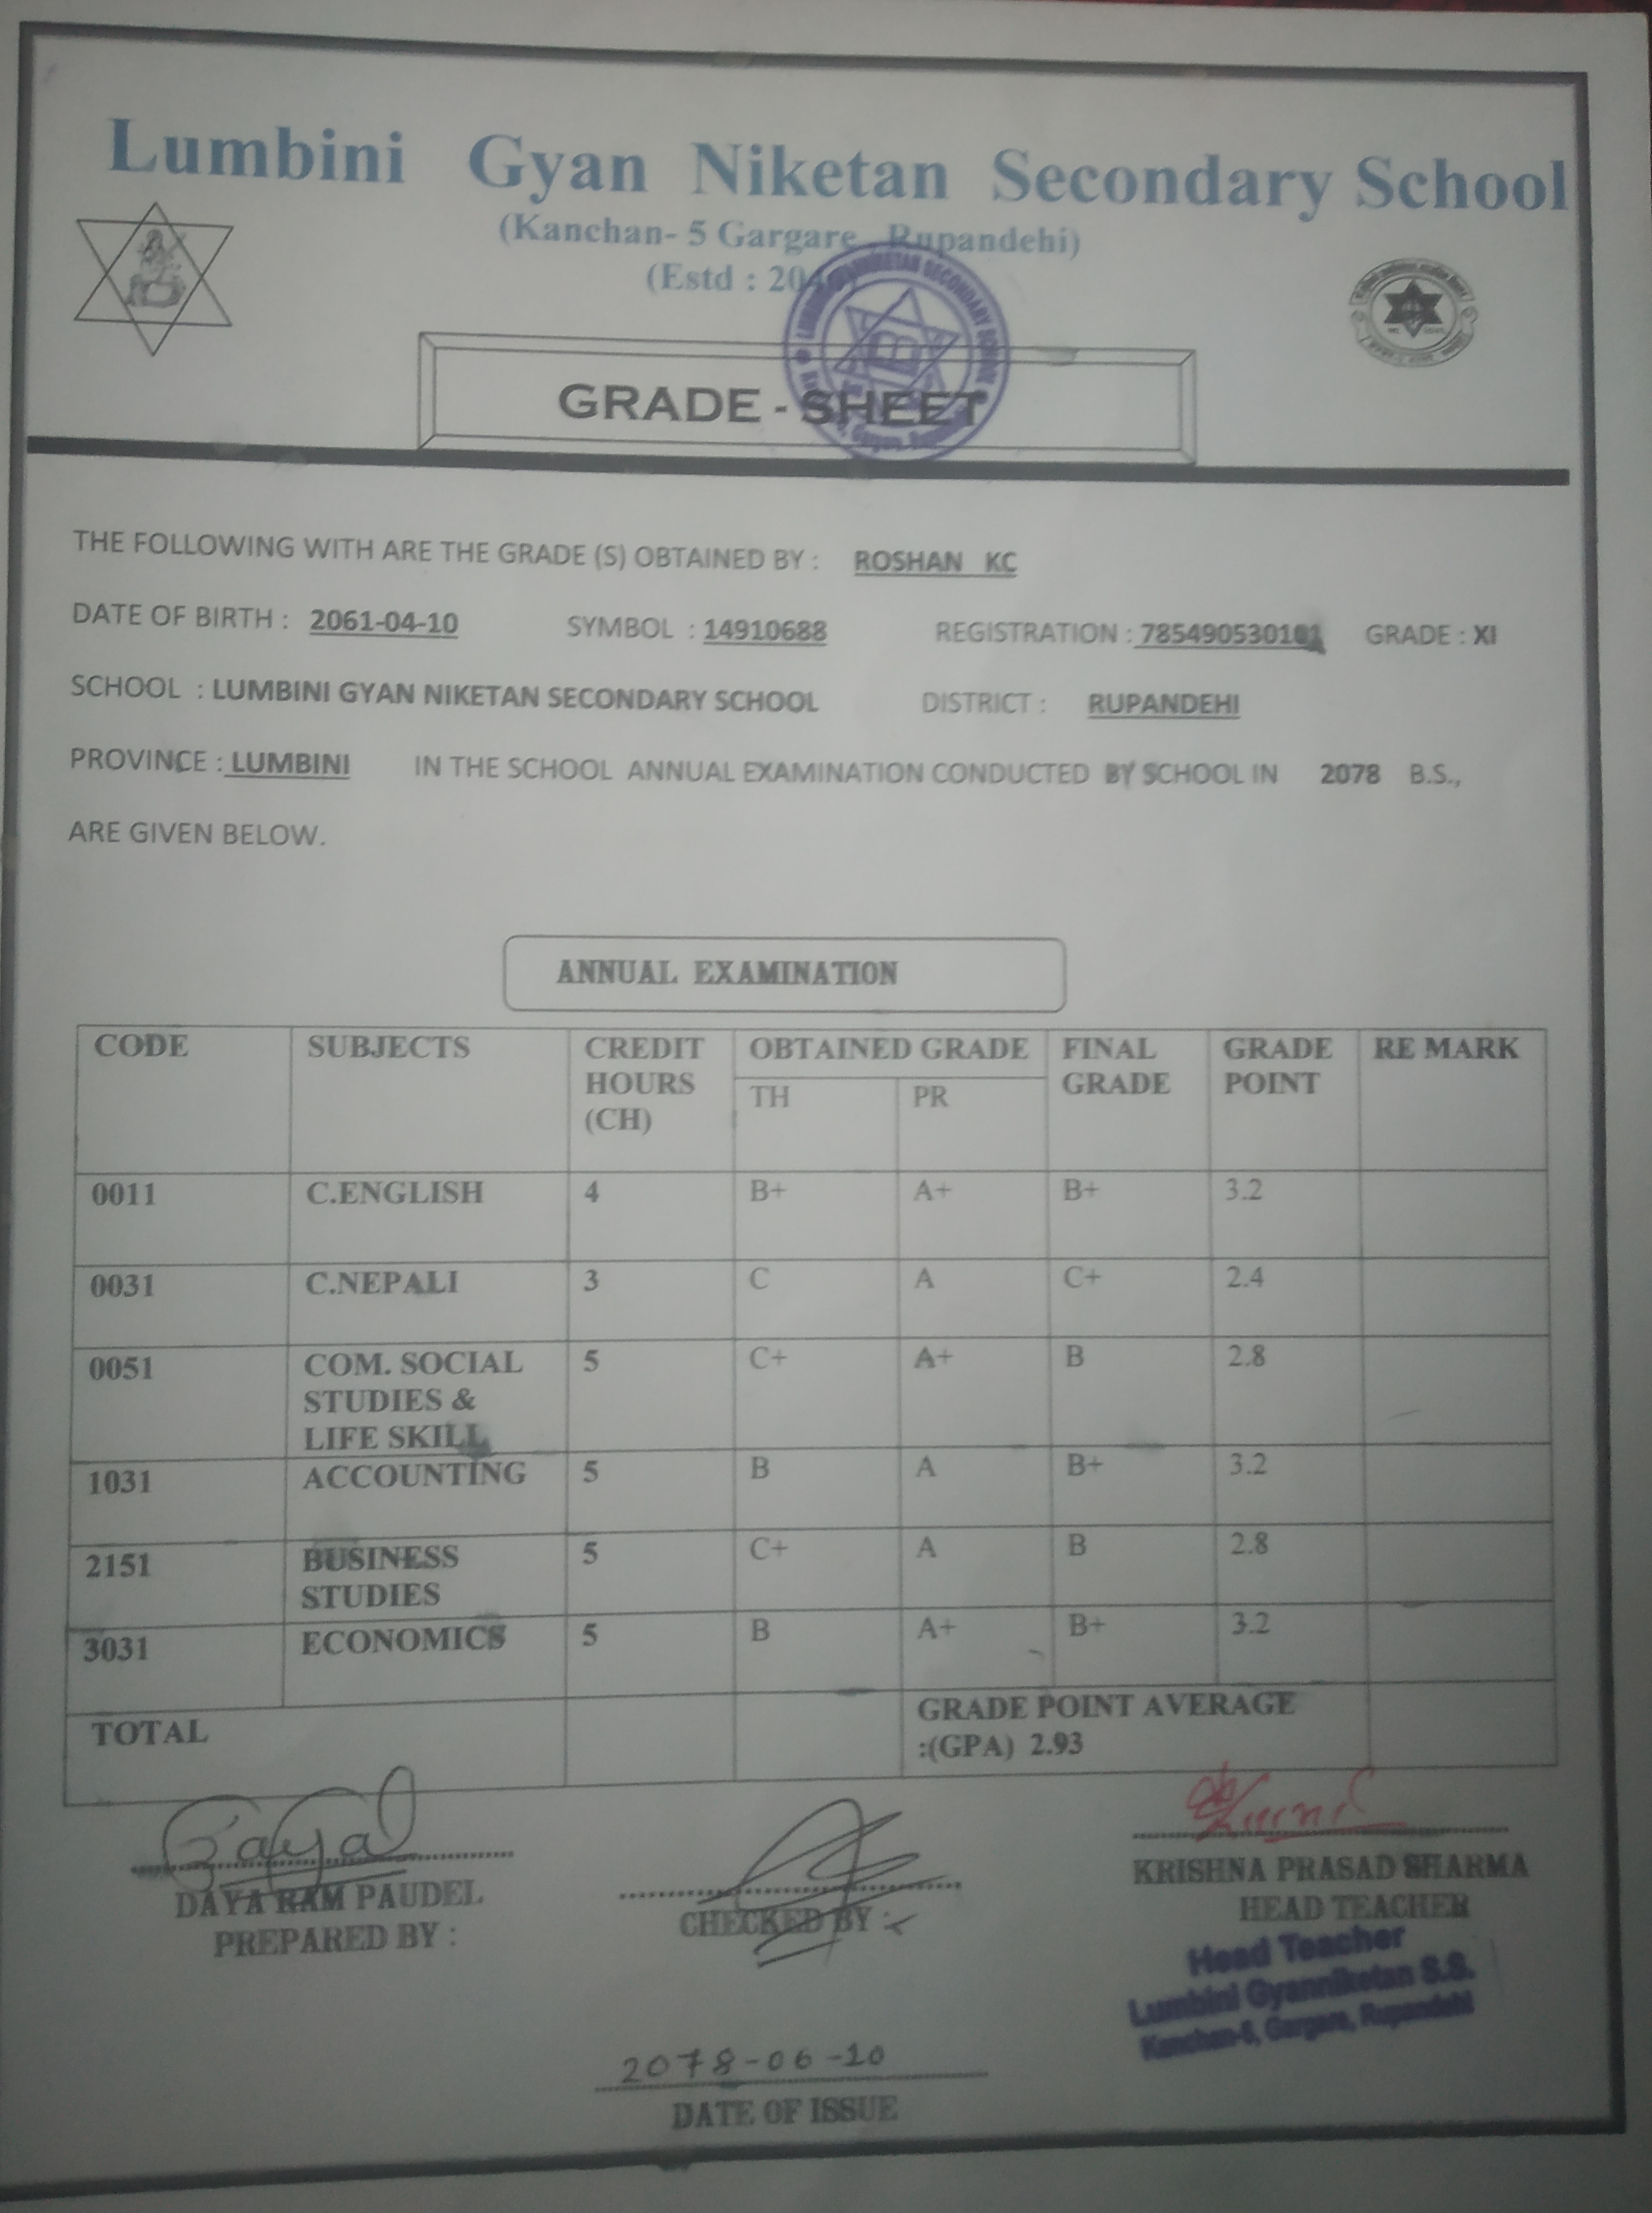 Lumbini Gyan Niketan Secondary School
(Kanchan- 5 Gargare, Rupandehi)
(Estd :
GRADE - SHEET
THE FOLLOWING WITH ARE THE GRADE (S) OBTAINED BY : ROSHAN KC
DATE OF BIRTH : 2061-04-10 SYMBOL : 14910688 REGISTRATION : GRADE : XI
SCHOOL : LUMBINI GYAN NIKETAN SECONDARY SCHOOL DISTRICT : RUPANDEHI
PROVINCE : LUMBINI IN THE SCHOOL ANNUAL EXAMINATION CONDUCTED BY SCHOOL IN 2078 B.S.,
ARE GIVEN BELOW.
ANNUAL EXAMINATION
CODE SUBJECTS CREDIT HOURS (CH) OBTAINED GRADE FINAL GRADE GRADE POINT RE MARK
TH PR
0011 C.ENGLISH 4 B+ A+ B+ 3.2
0031 C.NEPALI 3 C A C+ 2.4
0051 COM. SOCIAL STUDIES & LIFE SKILL 5 C+ A+ B 2.8
1031 ACCOUNTING 5 B A B+ 3.2
2151 BUSINESS STUDIES 5 C+ A B 2.8
3031 ECONOMICS 5 B A+ B+ 3.2
TOTAL GRADE POINT AVERAGE
:(GPA) 2.93
DAYA RAM PAUDEL
PREPARED BY :
CHECKED BY :
KRISHNA PRASAD SHARMA
HEAD TEACHER
Head Teacher
Lumbini Gyanniketan S.S.
Kanchan-5, Gargare, Rupandehi
2078-06-10
DATE OF ISSUE